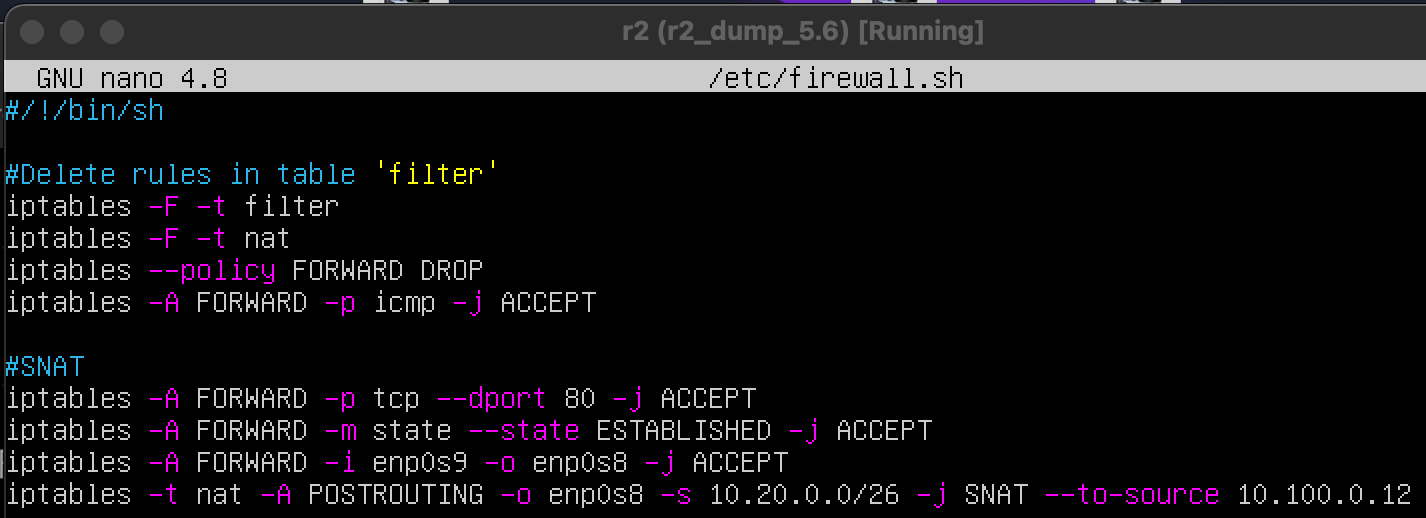 r2 (r2_dump_5.6) [Running]
GNU nano 4.8 /etc/firewall.sh
#/!/bin/sh
#Delete rules in table 'filter'
iptables -F -t filter
iptables -F -t nat
iptables --policy FORWARD DROP
iptables -A FORWARD -p icmp -j ACCEPT
#SNAT
iptables -A FORWARD -p tcp --dport 80 -j ACCEPT
iptables -A FORWARD -m state --state ESTABLISHED -j ACCEPT
iptables -A FORWARD -i enp0s9 -o enp0s8 -j ACCEPT
iptables -t nat -A POSTROUTING -o enp0s8 -s 10.20.0.0/26 -j SNAT --to-source 10.100.0.12